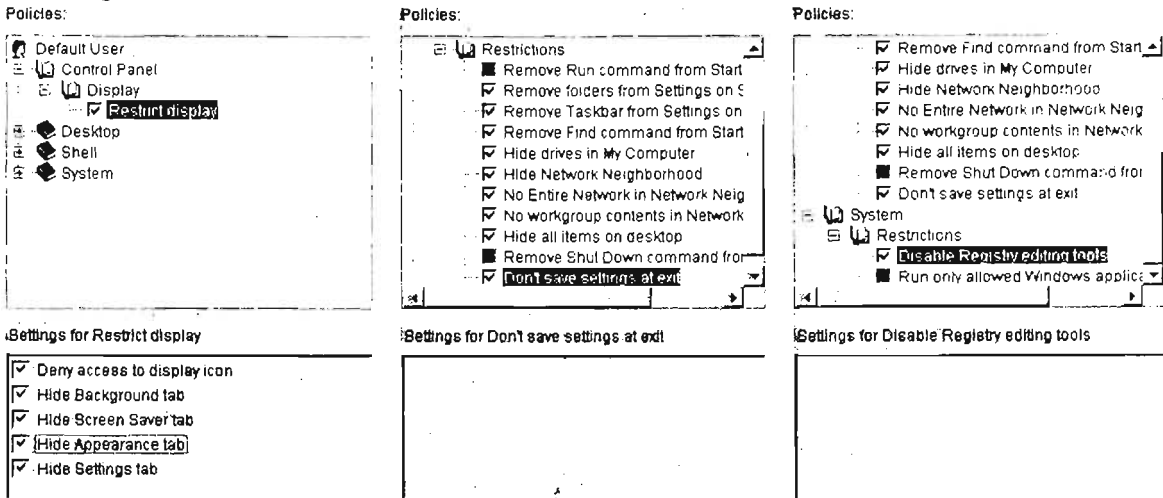 Policies:
Default User
Control Panel
Display
Restrict display
Desktop
Shell
System
Settings for Restrict display
Deny access to display icon
Hide Background tab
Hide Screen Saver tab
Hide Appearance tab
Hide Settings tab
Policies:
Restrictions
Remove Run command from Start
Remove folders from Settings on S
Remove Taskbar from Settings on
Remove Find command from Start
Hide drives in My Computer
Hide Network Neighborhood
No Entire Network in Network Neig
No workgroup contents in Network
Hide all items on desktop
Remove Shut Down command fror
Don't save settings at exit
Settings for Don't save settings at exit
Policies:
Remove Find command from Start
Hide drives in My Computer
Hide Network Neighborhood
No Entire Network in Network Neig
No workgroup contents in Network
Hide all items on desktop
Remove Shut Down command fror
Don't save settings at exit
System
Restrictions
Disable Registry editing tools
Run only allowed Windows applica
Settings for Disable Registry editing tools